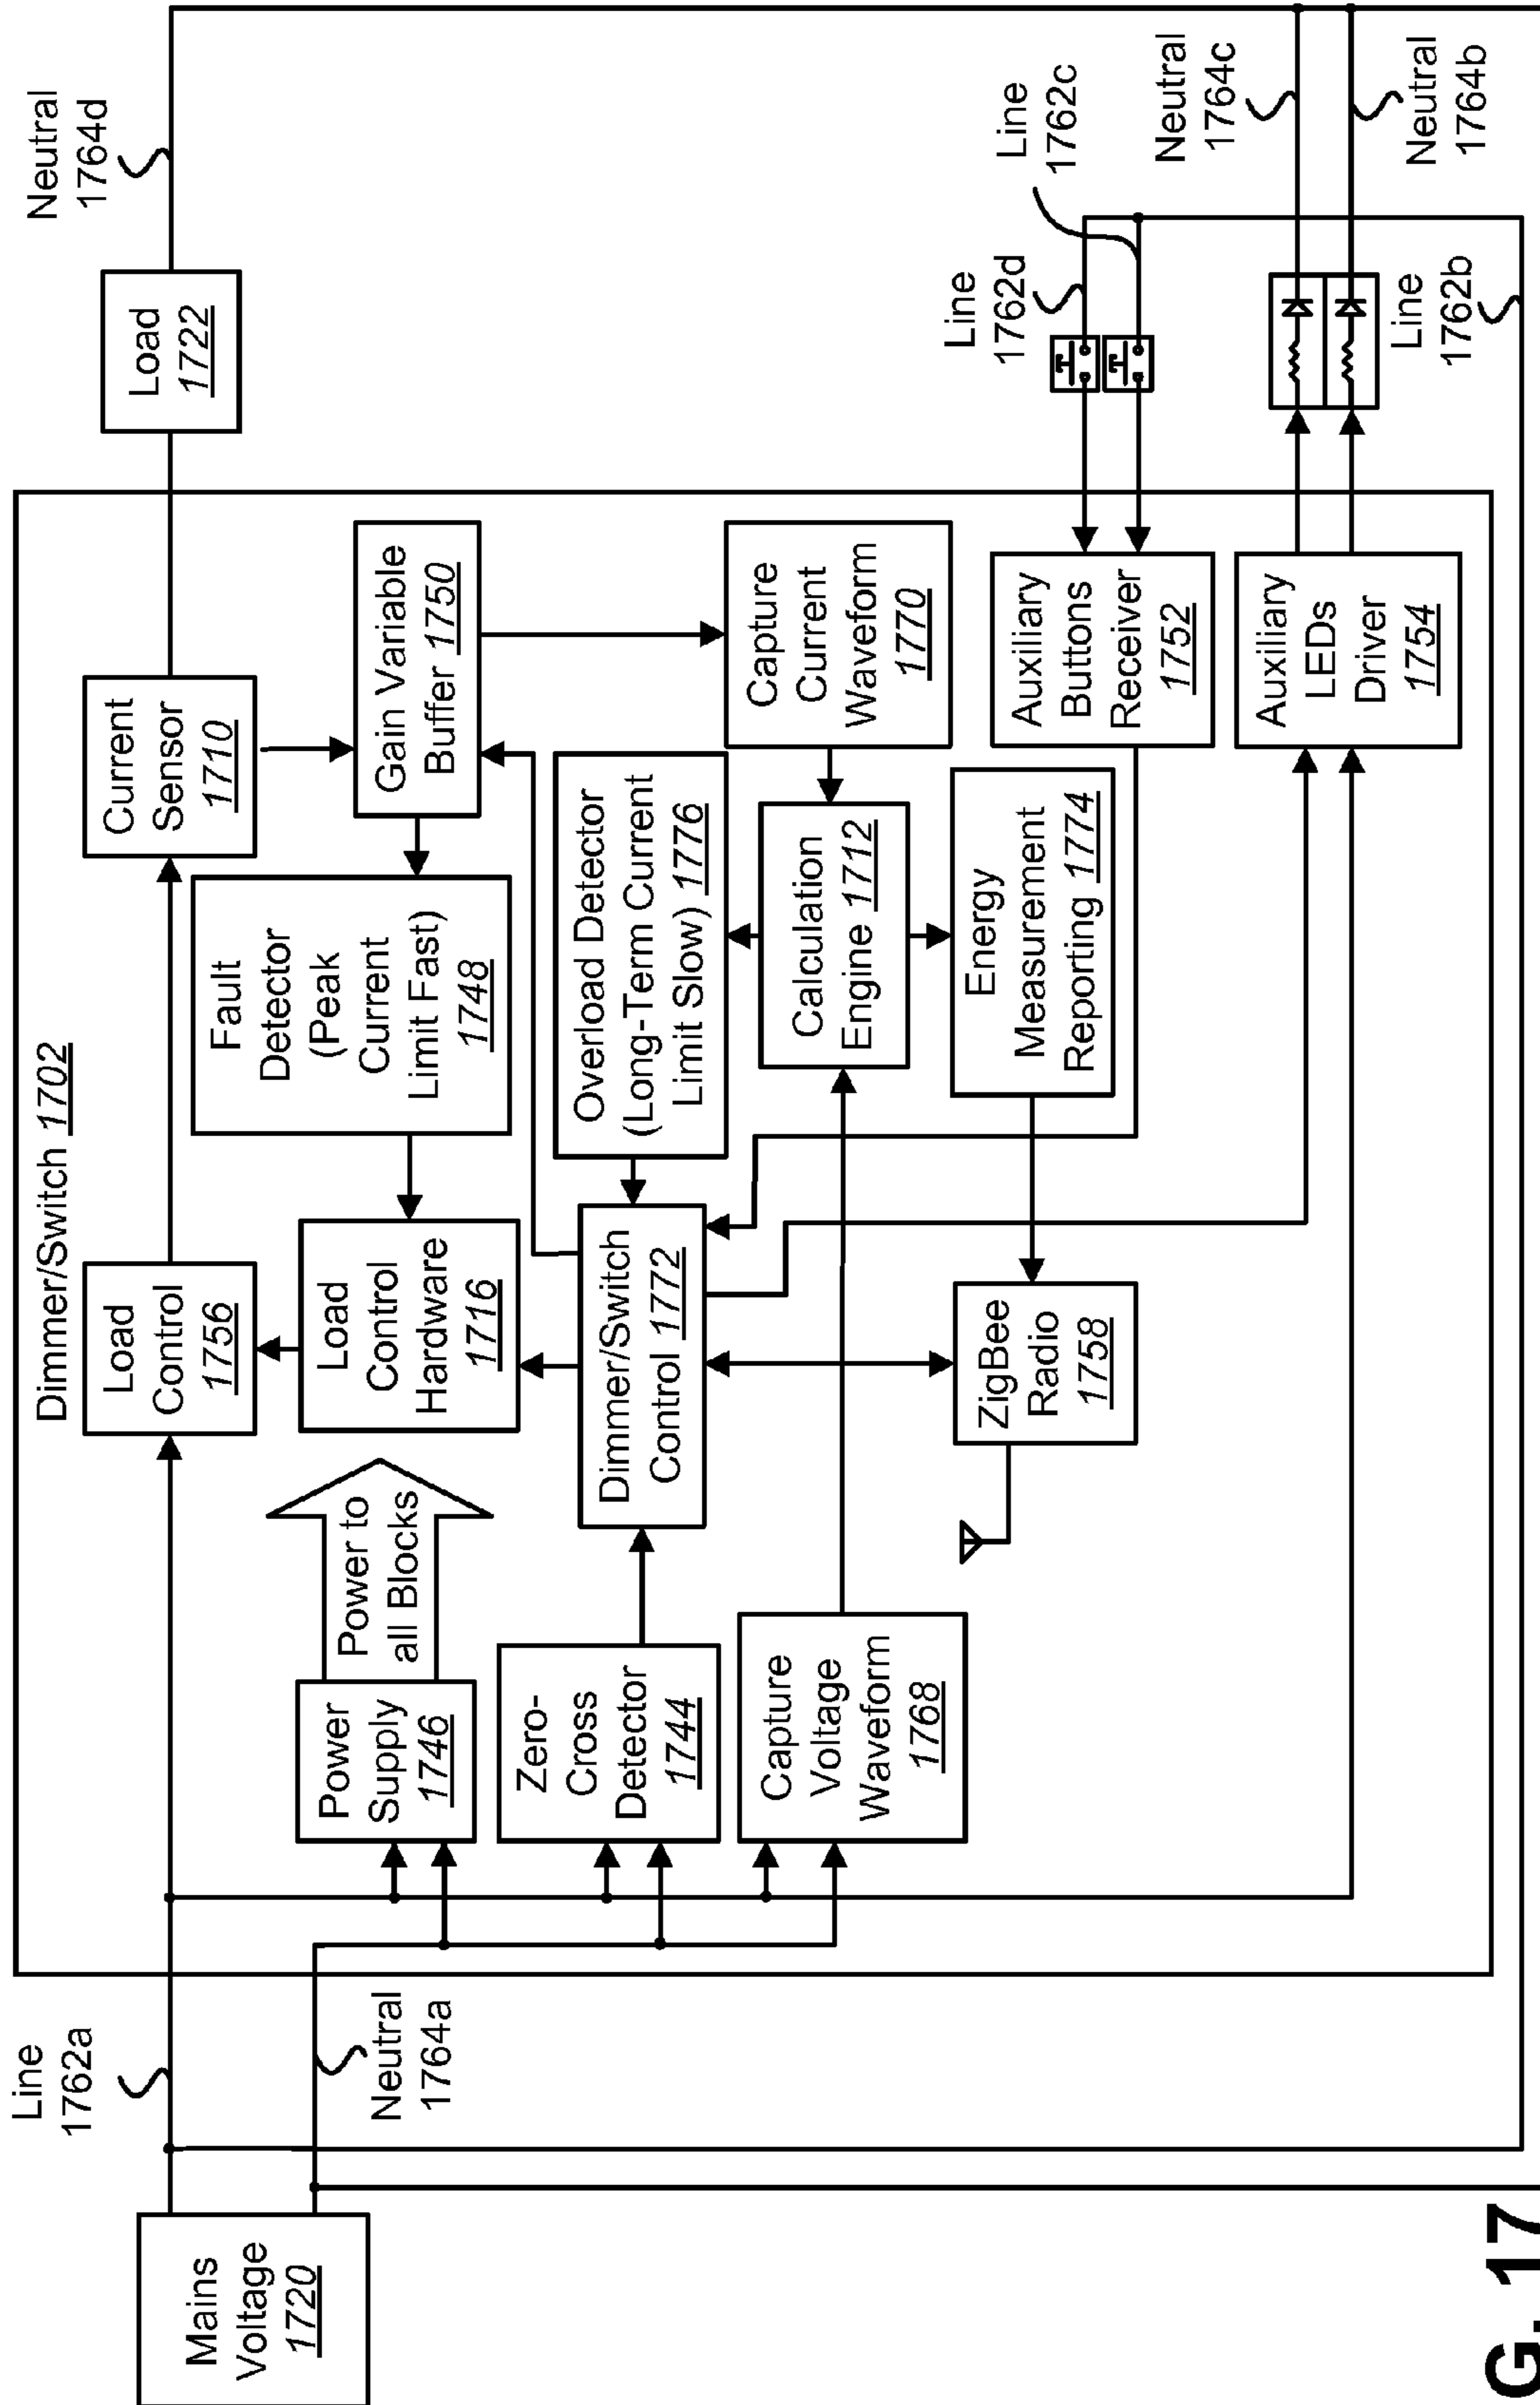 Mains
Voltage
1720
Line
1762a
Neutral
1764a
Dimmer/Switch 1702
Load
Control
1756
Current
Sensor
1710
Load
1722
Neutral
1764d
Power
Supply
1746
Power to
all Blocks
Load
Control
Hardware
1716
Fault
Detector
(Peak
Current
Limit Fast)
1748
Gain Variable
Buffer 1750
Zero-
Cross
Detector
1744
Dimmer/Switch
Control 1772
Overload Detector
(Long-Term Current
Limit Slow) 1776
Capture
Current
Waveform
1770
Capture
Voltage
Waveform
1768
Calculation
Engine 1712
Energy
Measurement
Reporting 1774
ZigBee
Radio
1758
Auxiliary
Buttons
Receiver
1752
Auxiliary
LEDs
Driver
1754
Line
1762d
Line
1762c
Neutral
1764c
Neutral
1764b
Line
1762b
G. 17